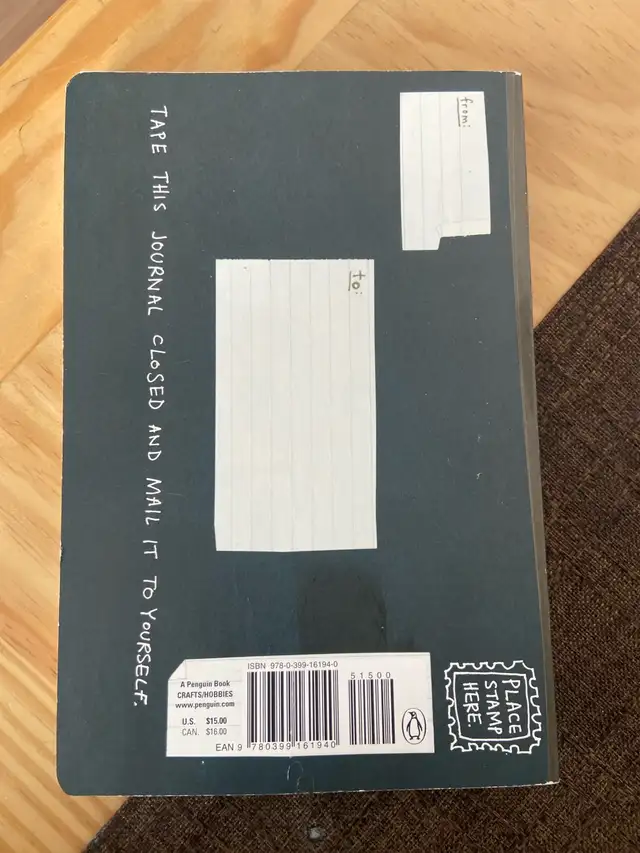 from:
to:
TAPE THIS JOURNAL CLOSED AND MAIL IT TO YOURSELF.
PLACE
STAMP
HERE.
ISBN 978-0-399-16194-0
51500
A Penguin Book
CRAFTS/HOBBIES
www.penguin.com
U.S. $15.00
CAN. $16.00
EAN 9 780399 161940